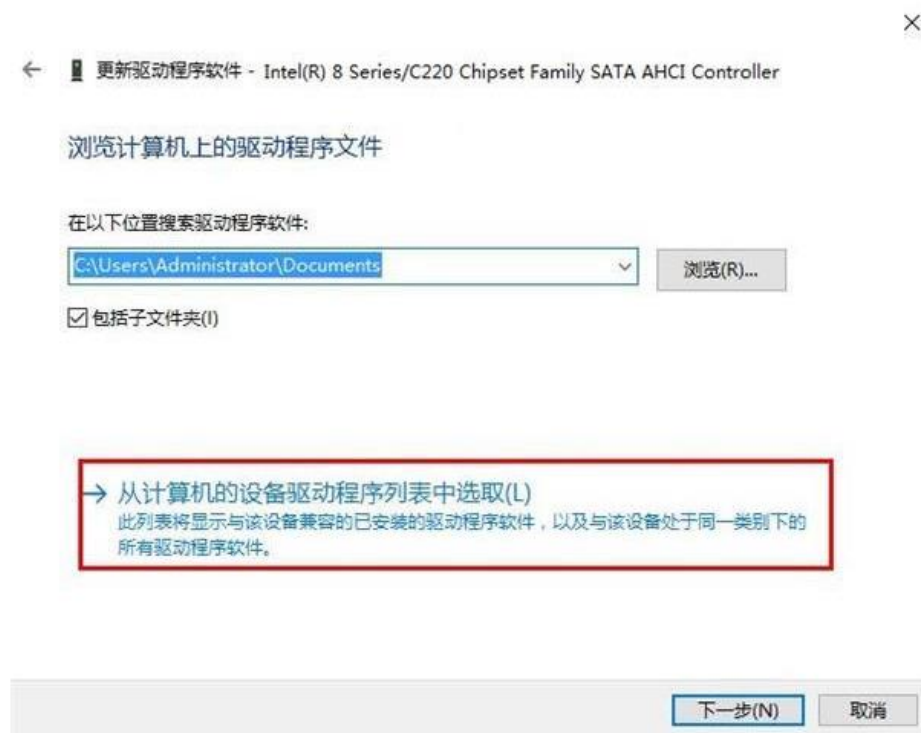 更新驱动程序软件 - Intel(R) 8 Series/C220 Chipset Family SATA AHCI Controller
浏览计算机上的驱动程序文件
在以下位置搜索驱动程序软件:
C:\Users\Administrator\Documents
浏览(R)...
包括子文件夹(I)
从计算机的设备驱动程序列表中选取(L)
此列表将显示与该设备兼容的已安装的驱动程序软件，以及与该设备处于同一类别下的
所有驱动程序软件。
下一步(N)
取消